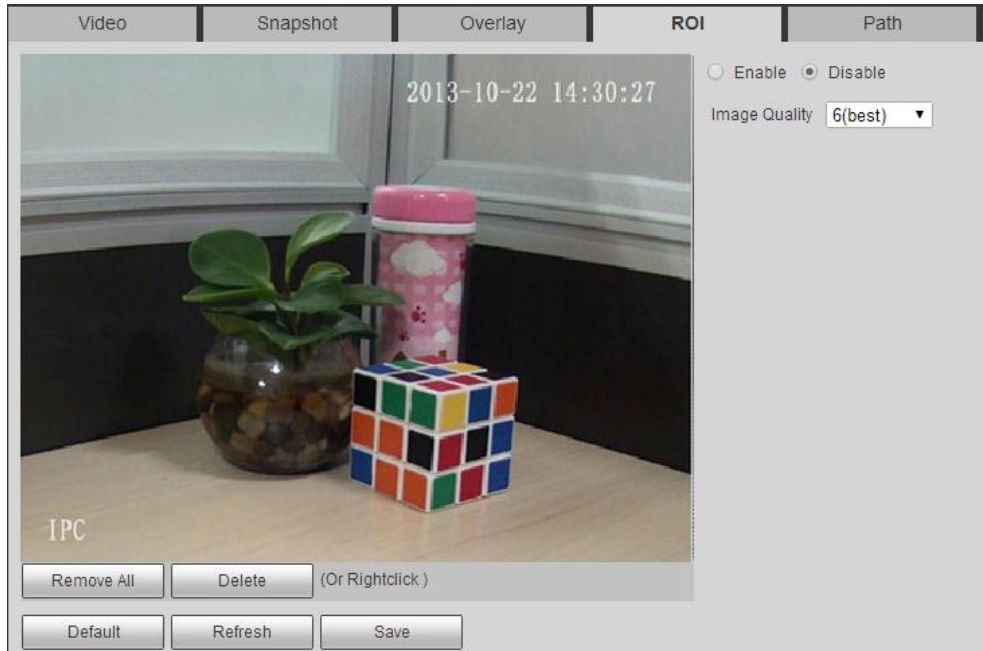 Video Snapshot Overlay ROI Path
2013-10-22 14:30:27
Enable Disable
Image Quality 6(best)
IPC
Remove All Delete (Or Rightclick )
Default Refresh Save